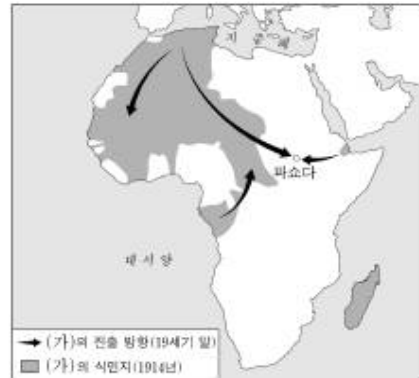 지중해
파쇼다
대서양
(가)의 진출 방향(19세기 말)
(가)의 식민지(1914년)